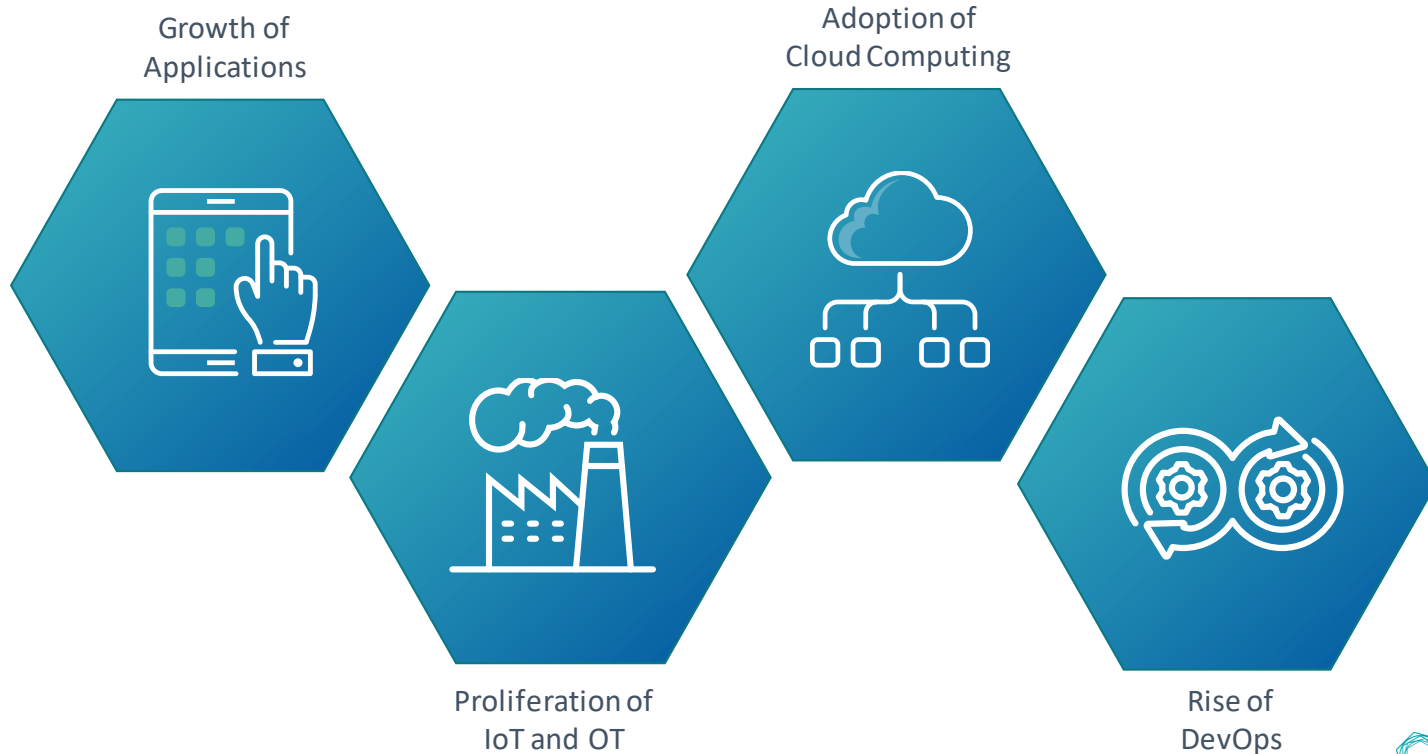 Growth of
Applications
Adoption of
Cloud Computing
Proliferation of
IoT and OT
Rise of
DevOps